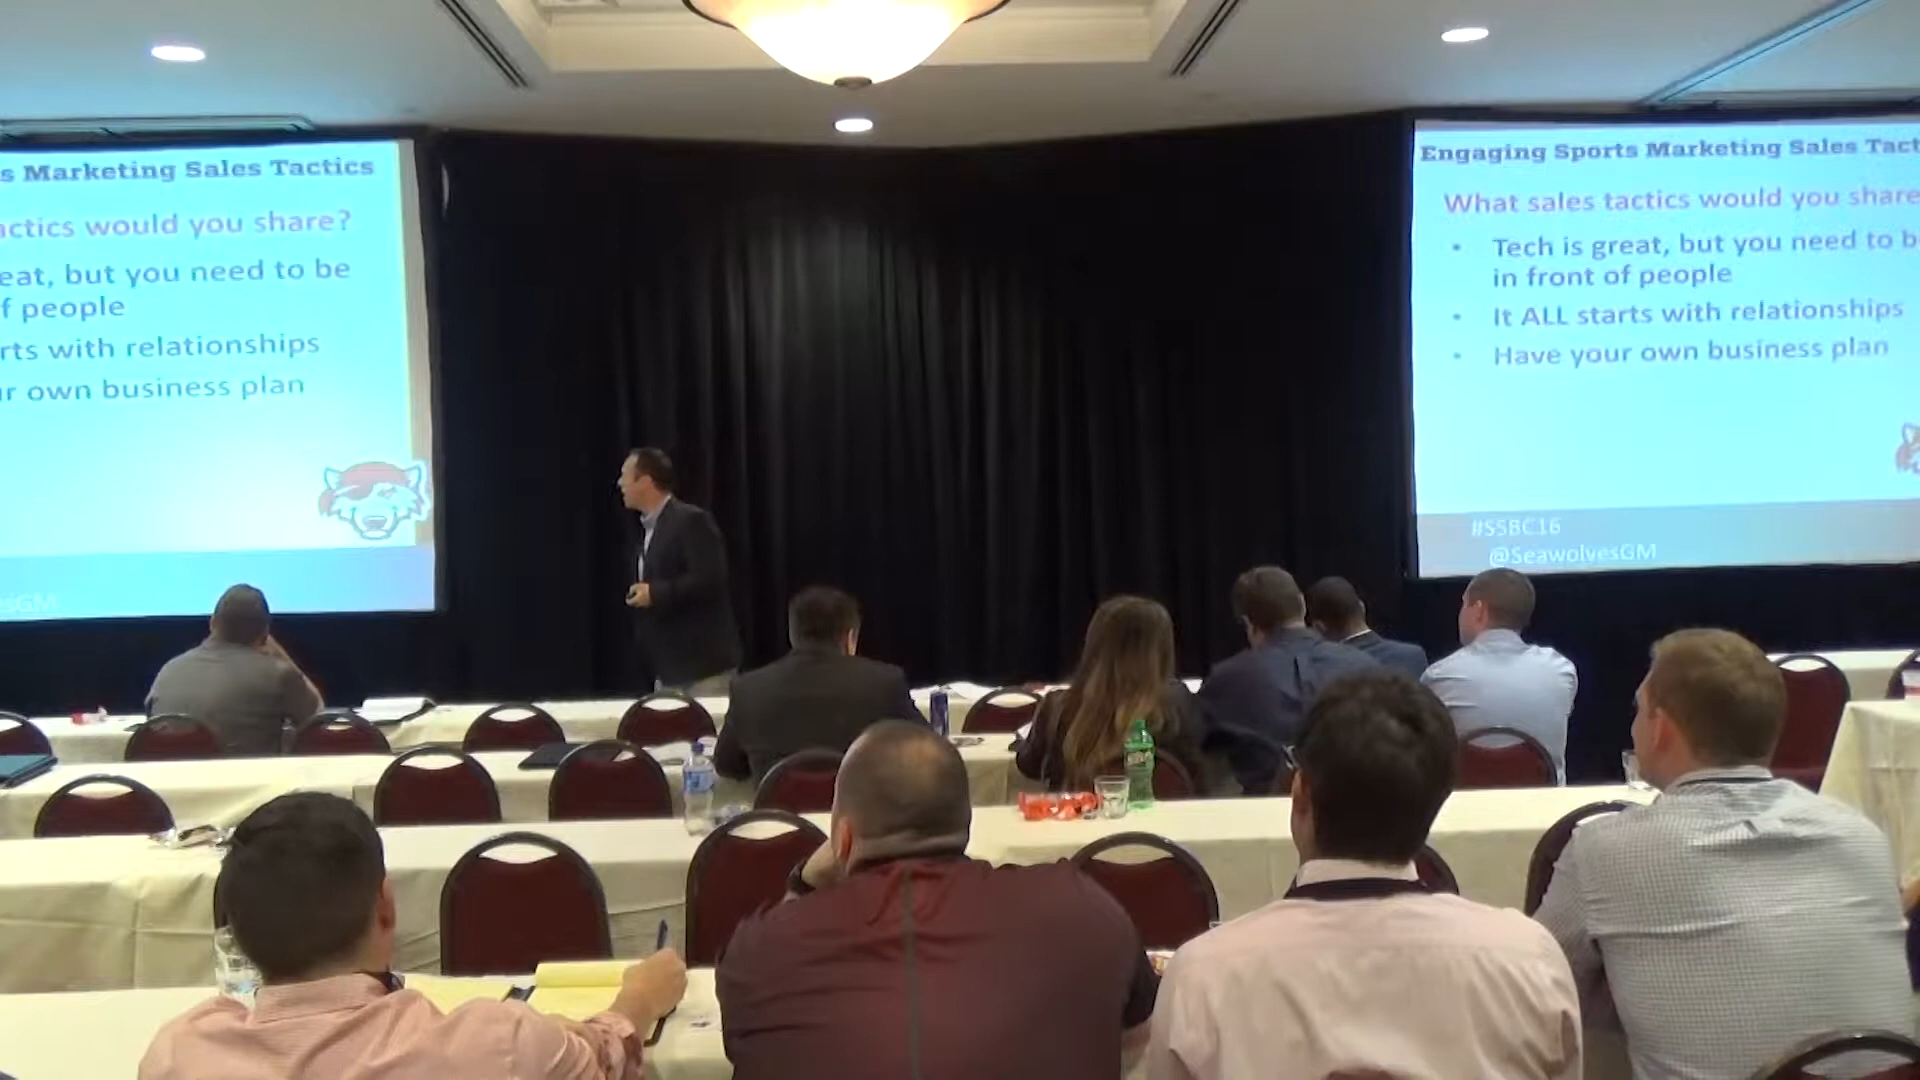 s Marketing Sales Tactics
actics would you share?
eat, but you need to be
f people
rts with relationships
r own business plan
sGM
Engaging Sports Marketing Sales Tact
What sales tactics would you share
• Tech is great, but you need to b
in front of people
• It ALL starts with relationships
• Have your own business plan
#SSBC16
@SeawolvesGM